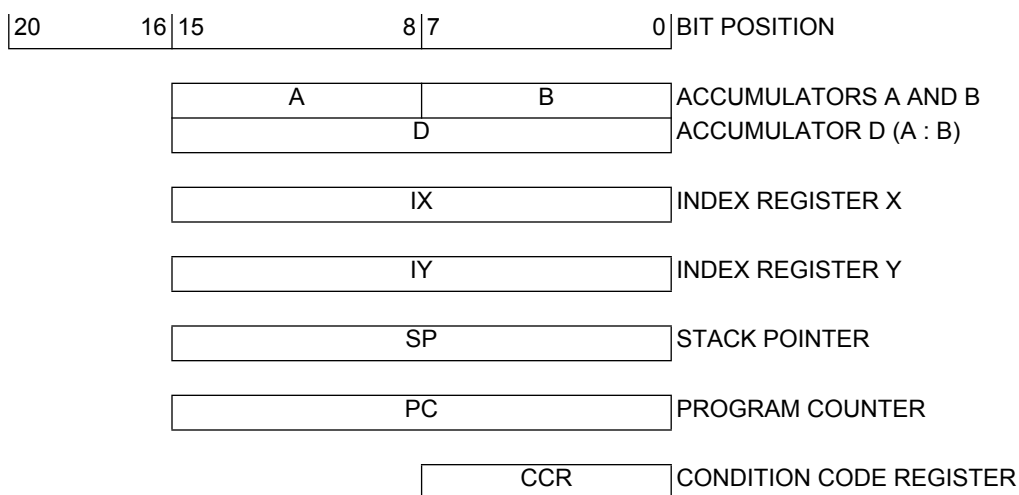 20 16 15 8 7 0 BIT POSITION
A B ACCUMULATORS A AND B
D ACCUMULATOR D (A : B)
IX INDEX REGISTER X
IY INDEX REGISTER Y
SP STACK POINTER
PC PROGRAM COUNTER
CCR CONDITION CODE REGISTER